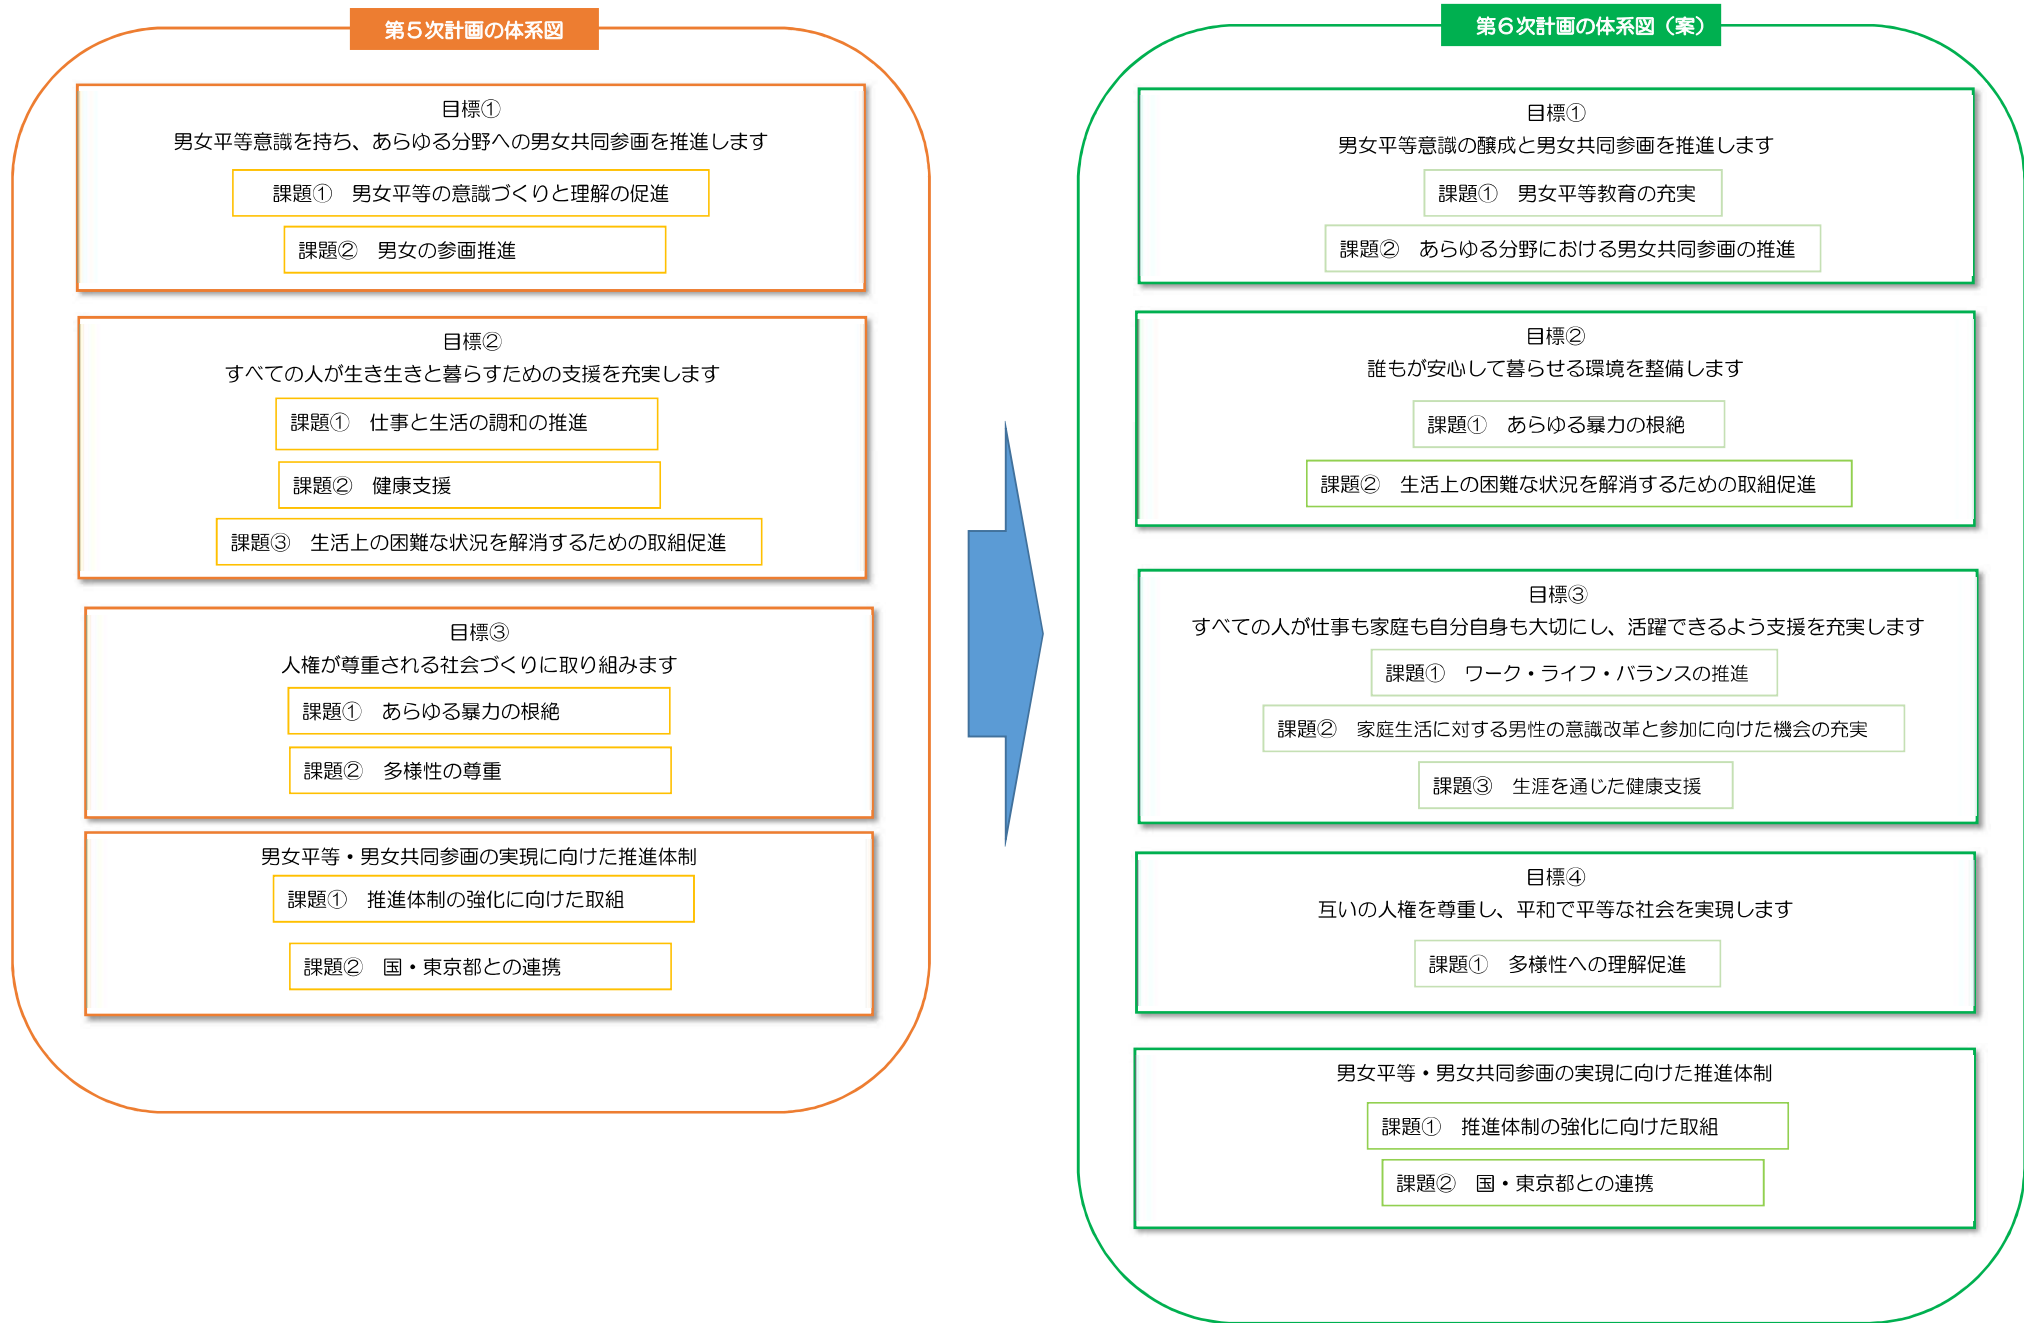 第５次計画の体系図
目標①
男女平等意識を持ち、あらゆる分野への男女共同参画を推進します
課題①　男女平等の意識づくりと理解の促進
課題②　男女の参画推進
目標②
すべての人が生き生きと暮らすための支援を充実します
課題①　仕事と生活の調和の推進
課題②　健康支援
課題③　生活上の困難な状況を解消するための取組促進
目標③
人権が尊重される社会づくりに取り組みます
課題①　あらゆる暴力の根絶
課題②　多様性の尊重
男女平等・男女共同参画の実現に向けた推進体制
課題①　推進体制の強化に向けた取組
課題②　国・東京都との連携
第６次計画の体系図（案）
目標①
男女平等意識の醸成と男女共同参画を推進します
課題①　男女平等教育の充実
課題②　あらゆる分野における男女共同参画の推進
目標②
誰もが安心して暮らせる環境を整備します
課題①　あらゆる暴力の根絶
課題②　生活上の困難な状況を解消するための取組促進
目標③
すべての人が仕事も家庭も自分自身も大切にし、活躍できるよう支援を充実します
課題①　ワーク・ライフ・バランスの推進
課題②　家庭生活に対する男性の意識改革と参加に向けた機会の充実
課題③　生涯を通じた健康支援
目標④
互いの人権を尊重し、平和で平等な社会を実現します
課題①　多様性への理解促進
男女平等・男女共同参画の実現に向けた推進体制
課題①　推進体制の強化に向けた取組
課題②　国・東京都との連携